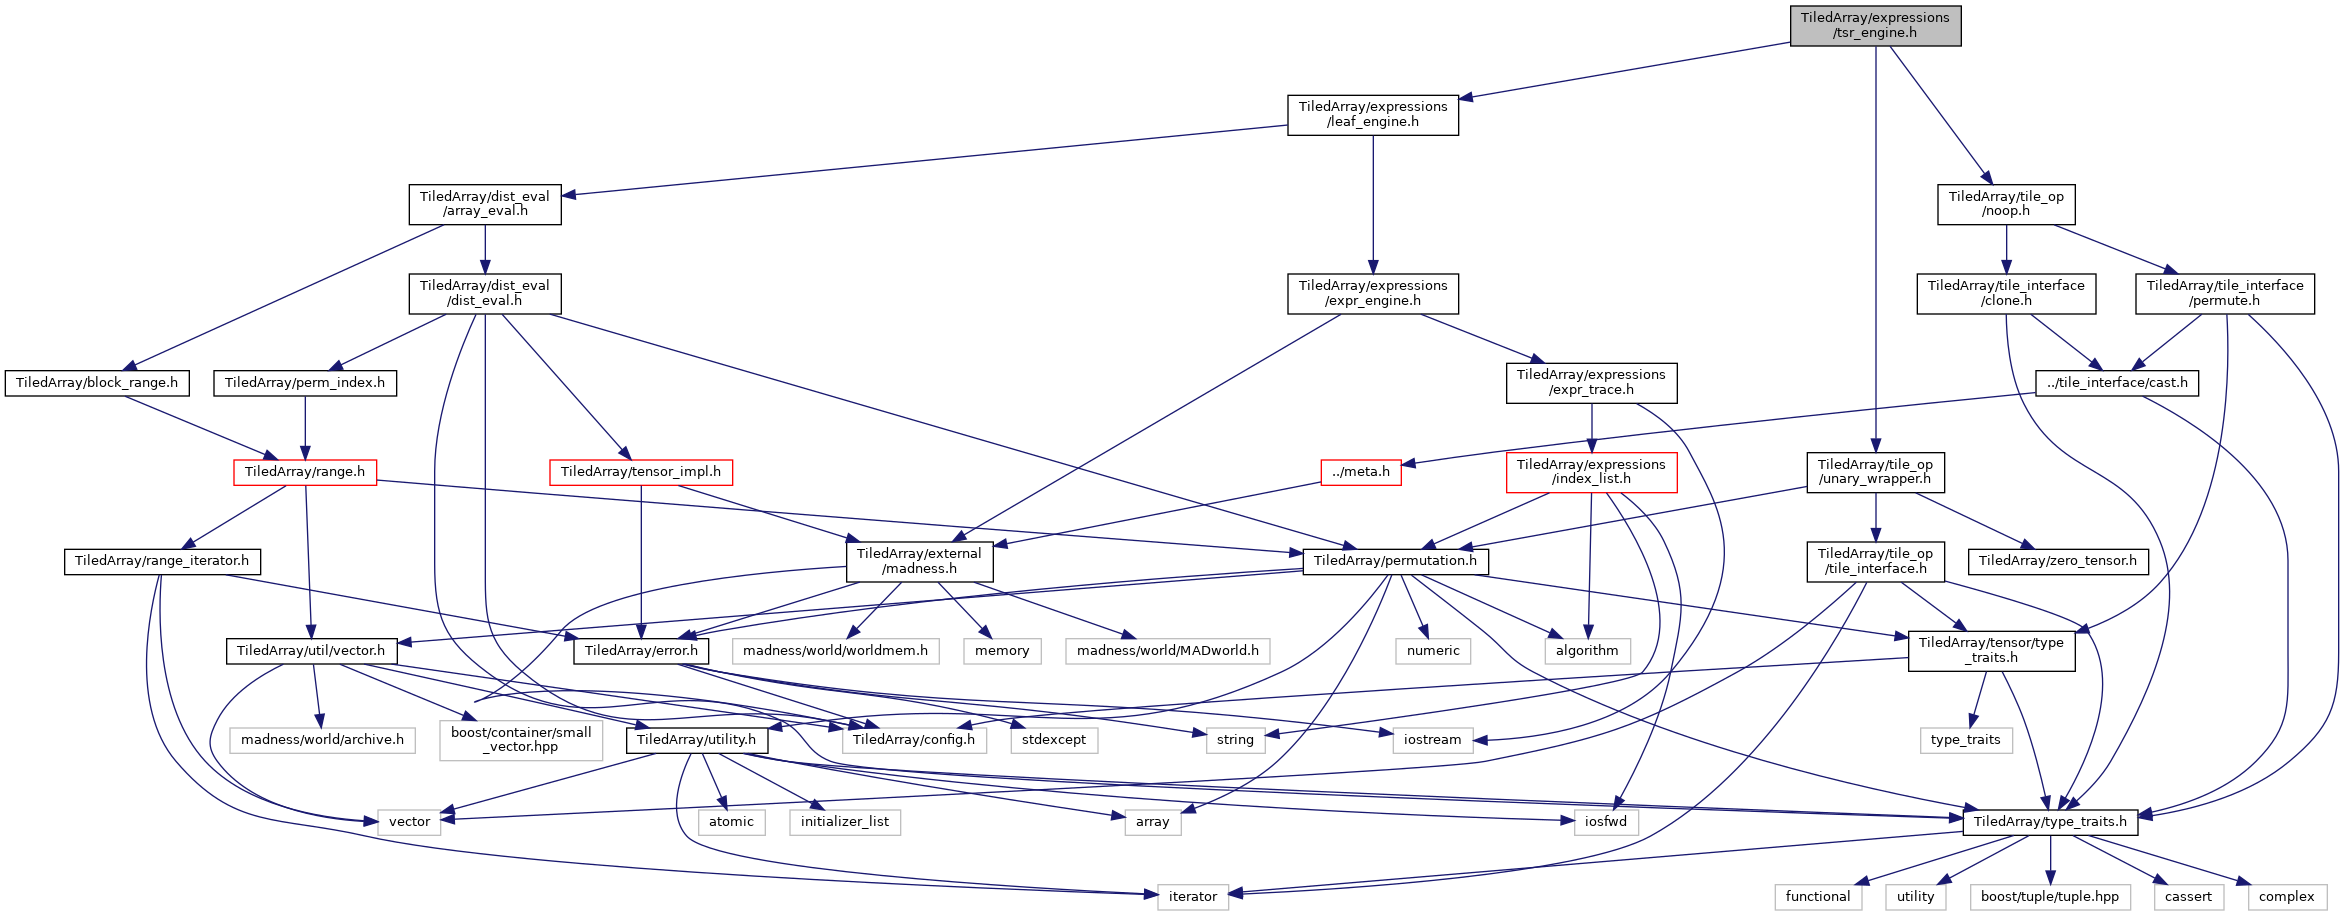 TiledArray/expressions
/tsr_engine.h
TiledArray/expressions
/leaf_engine.h
TiledArray/dist_eval
/array_eval.h
TiledArray/tile_op
/noop.h
TiledArray/dist_eval
/dist_eval.h
TiledArray/expressions
/expr_engine.h
TiledArray/tile_interface
/clone.h
TiledArray/tile_interface
/permute.h
TiledArray/block_range.h
TiledArray/perm_index.h
TiledArray/expressions
/expr_trace.h
../tile_interface/cast.h
TiledArray/range.h
TiledArray/tensor_impl.h
../meta.h
TiledArray/expressions
/index_list.h
TiledArray/tile_op
/unary_wrapper.h
TiledArray/range_iterator.h
TiledArray/external
/madness.h
TiledArray/permutation.h
TiledArray/tile_op
/tile_interface.h
TiledArray/zero_tensor.h
TiledArray/util/vector.h
TiledArray/error.h
madness/world/worldmem.h
memory
madness/world/MADworld.h
numeric
algorithm
TiledArray/tensor/type
_traits.h
madness/world/archive.h
boost/container/small
_vector.hpp
TiledArray/utility.h
TiledArray/config.h
stdexcept
string
iostream
type_traits
vector
atomic
initializer_list
array
iosfwd
TiledArray/type_traits.h
iterator
functional
utility
boost/tuple/tuple.hpp
cassert
complex